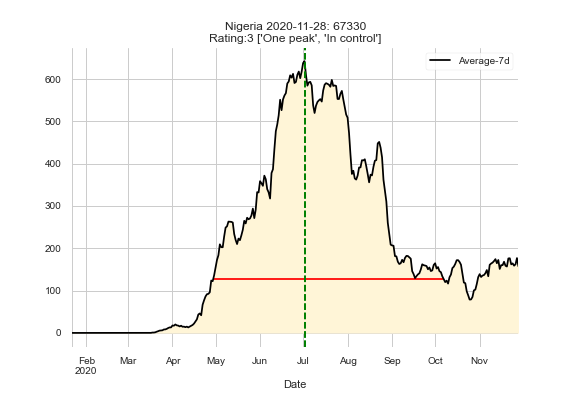 Nigeria 2020-11-28: 67330
Rating:3 ['One peak', 'In control']
Average-7d
600
500
400
300
200
100
0
Feb Mar Apr May Jun Jul Aug Sep Oct Nov
2020
Date